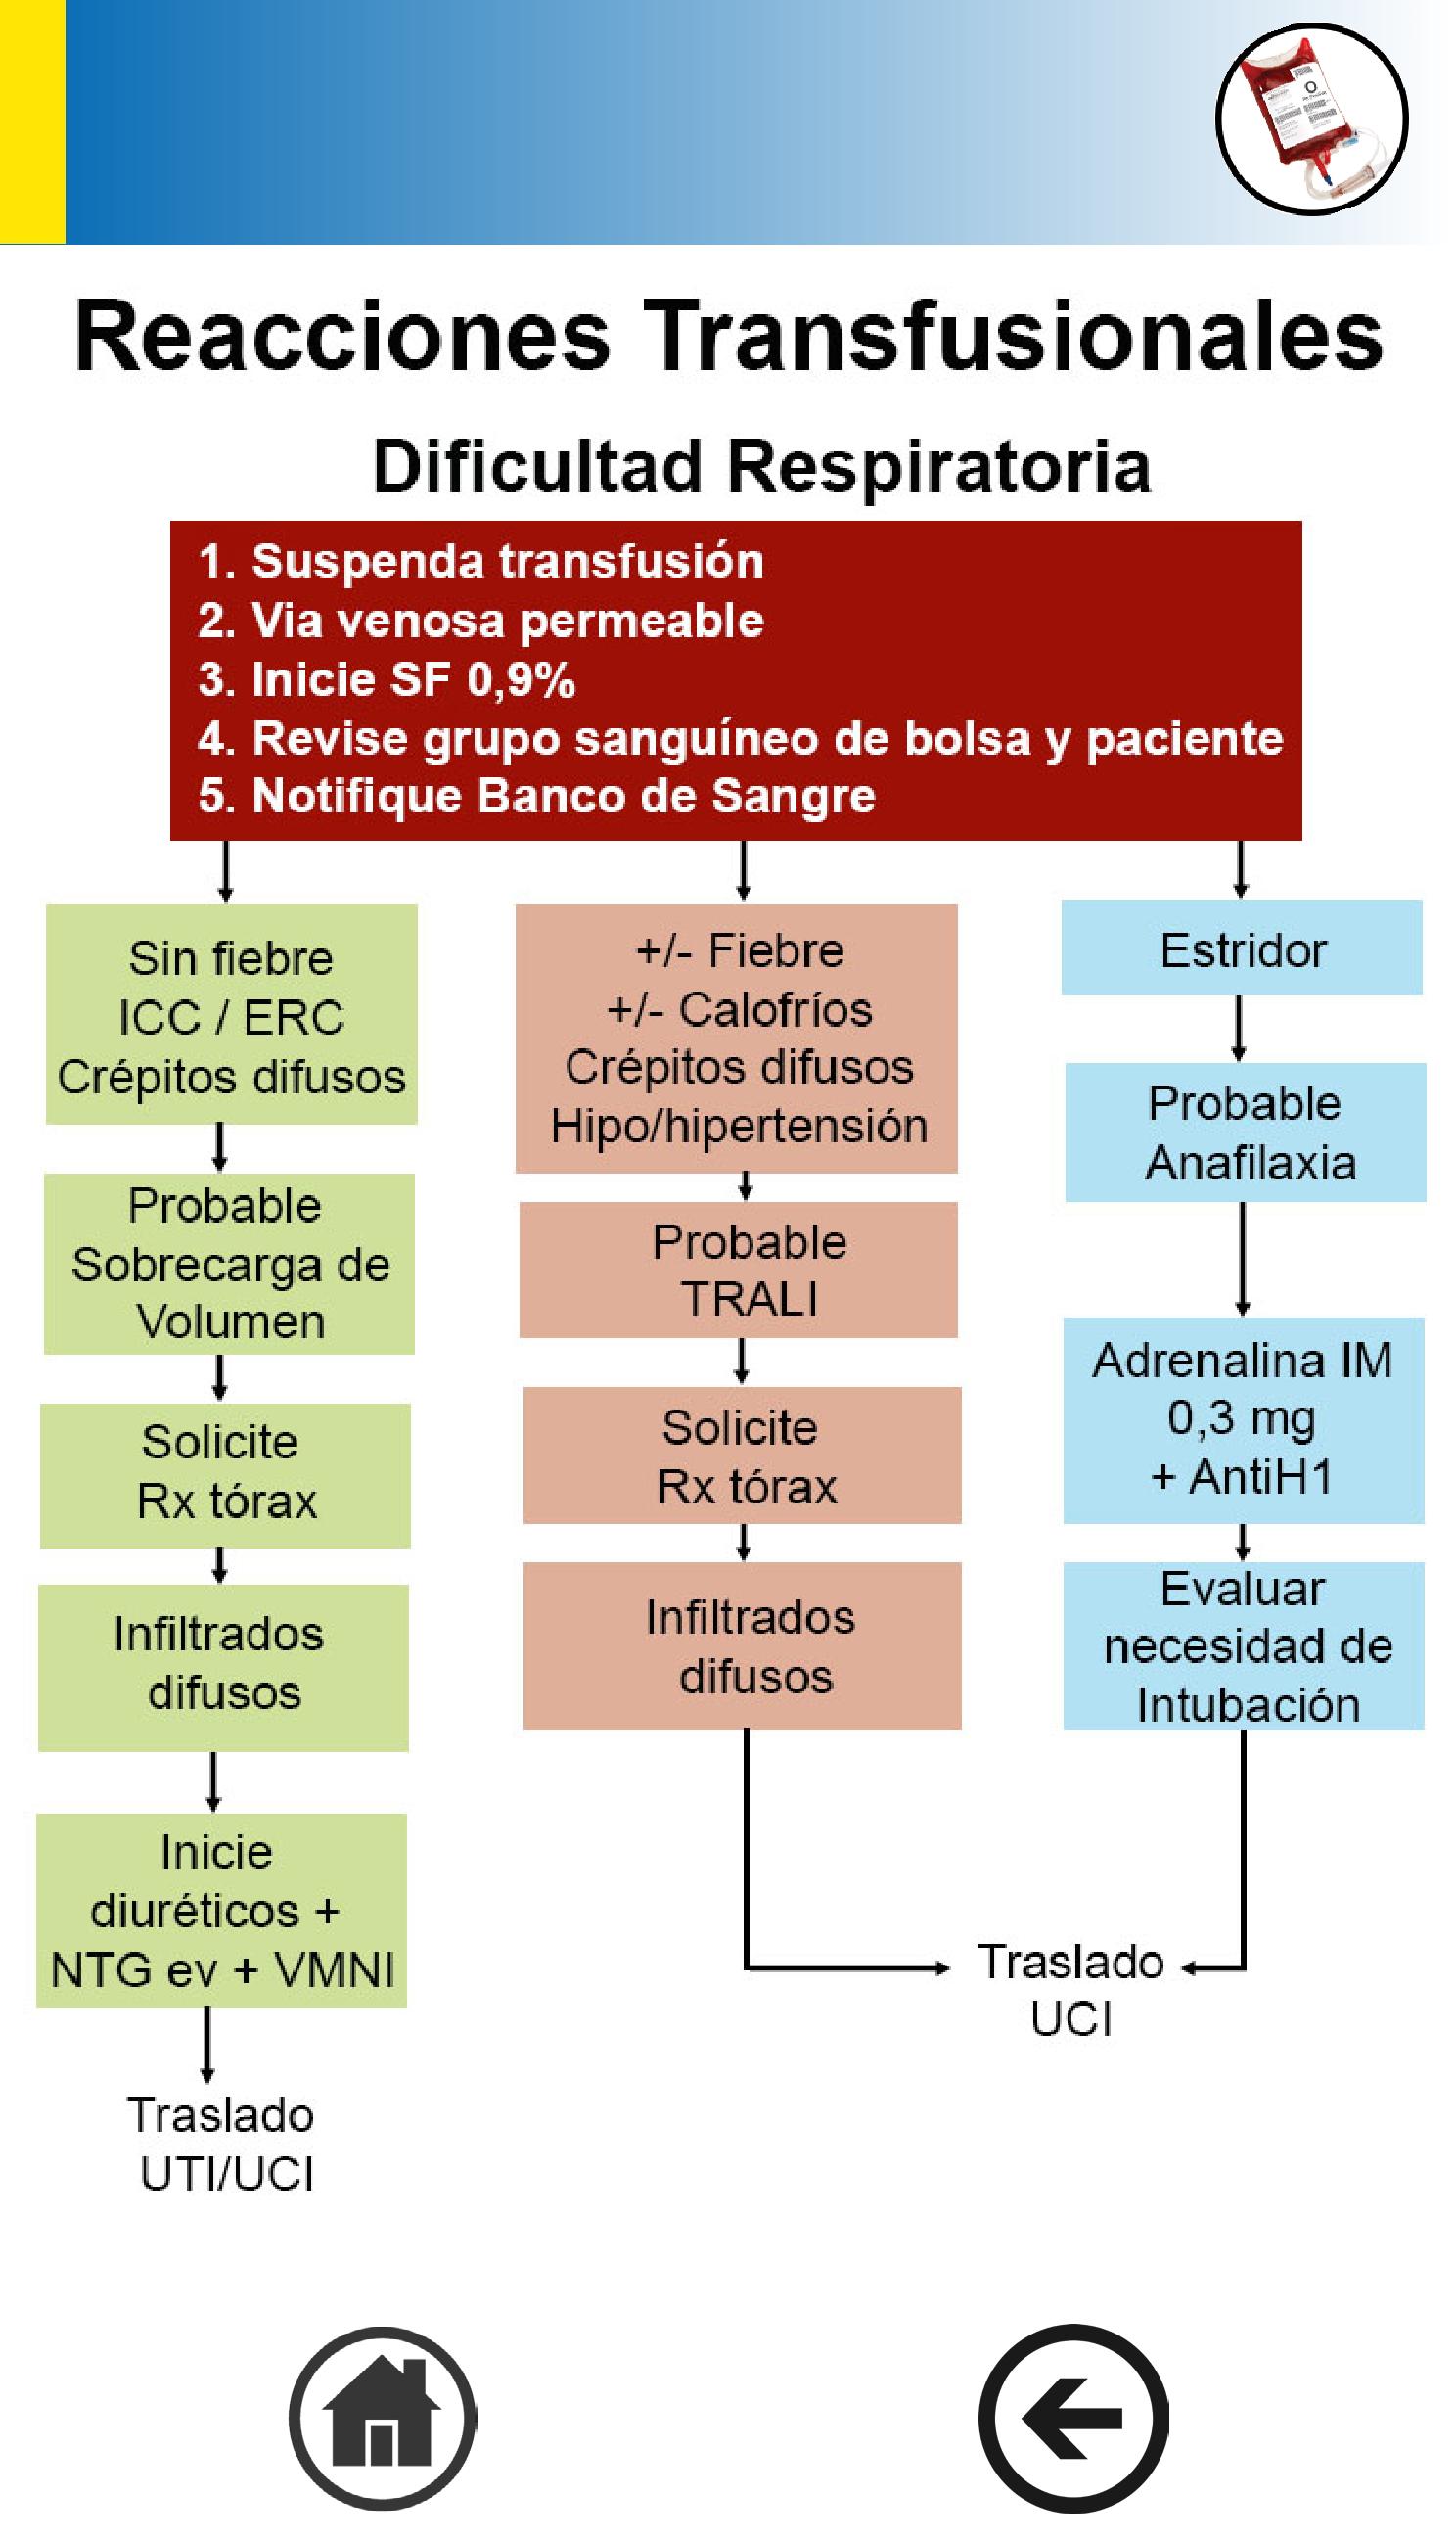 Reacciones Transfusionales
Dificultad Respiratoria
1. Suspenda transfusión
2. Via venosa permeable
3. Inicie SF 0,9%
4. Revise grupo sanguíneo de bolsa y paciente
5. Notifique Banco de Sangre
Sin fiebre
ICC / ERC
Crépitos difusos
Probable
Sobrecarga de
Volumen
Solicite
Rx tórax
Infiltrados
difusos
Inicie
diuréticos +
NTG ev + VMNI
Traslado
UTI/UCI
+/- Fiebre
+/- Calofríos
Crépitos difusos
Hipo/hipertensión
Probable
TRALI
Solicite
Rx tórax
Infiltrados
difusos
Estridor
Probable
Anafilaxia
Adrenalina IM
0,3 mg
+ AntiH1
Evaluar
necesidad de
Intubación
Traslado
UCI